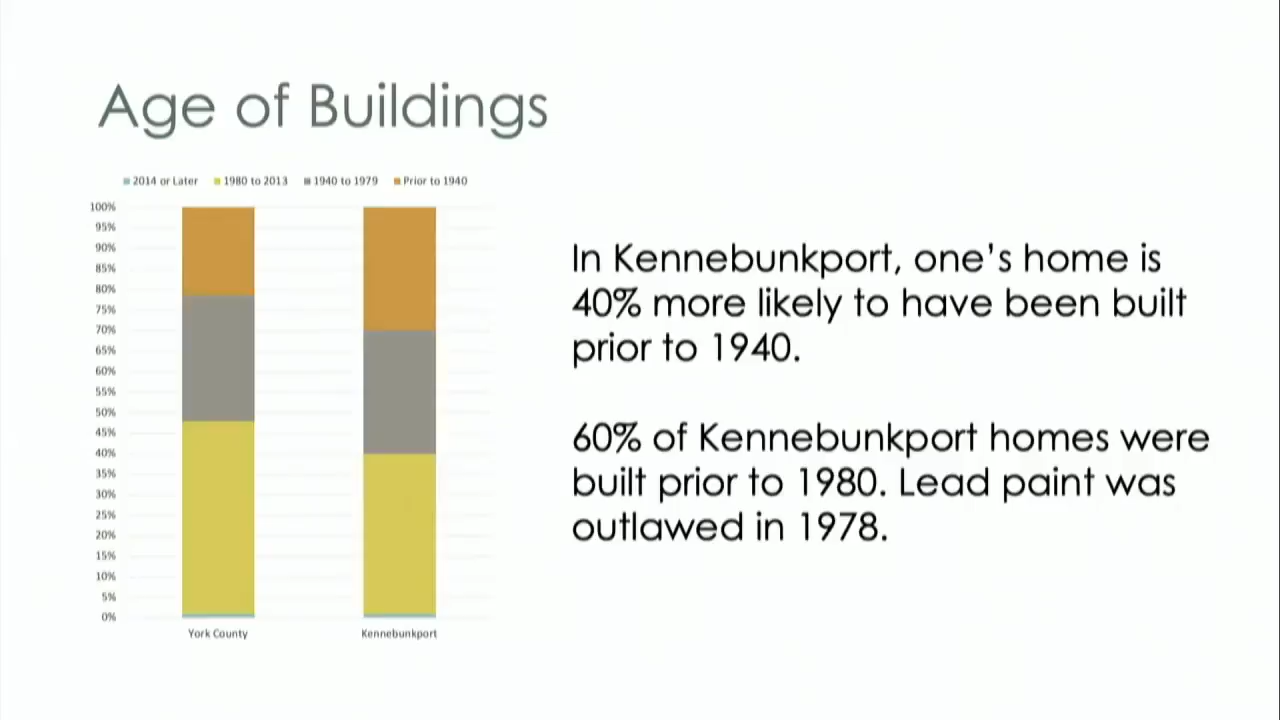 Age of Buildings
2014 or Later 1980 to 2013 1940 to 1979 Prior to 1940
100%
95%
90%
85%
80%
75%
70%
65%
60%
55%
50%
45%
40%
35%
30%
25%
20%
15%
10%
5%
0%
York County Kennebunkport
In Kennebunkport, one’s home is
40% more likely to have been built
prior to 1940.
60% of Kennebunkport homes were
built prior to 1980. Lead paint was
outlawed in 1978.